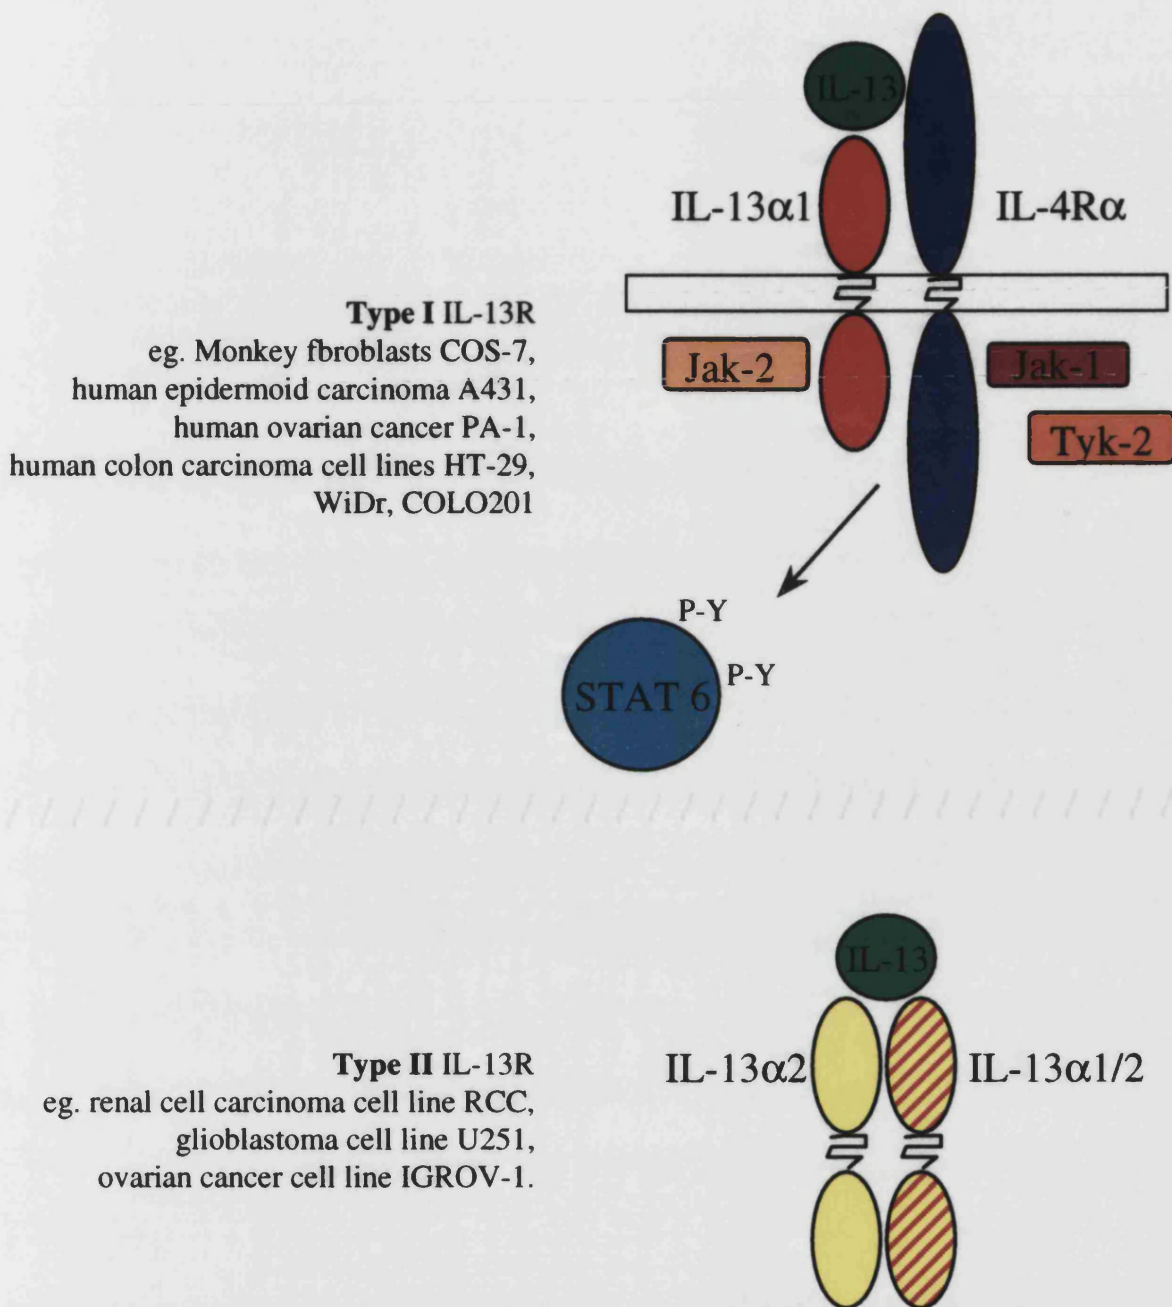 IL-13
IL-13α1
IL-4Rα
Type I IL-13R
eg. Monkey fbroblasts COS-7,
human epidermoid carcinoma A431,
human ovarian cancer PA-1,
human colon carcinoma cell lines HT-29,
WiDr, COLO201
Jak-2
Jak-1
Tyk-2
P-Y
P-Y
STAT 6
IL-13
Type II IL-13R
eg. renal cell carcinoma cell line RCC,
glioblastoma cell line U251,
ovarian cancer cell line IGROV-1.
IL-13α2
IL-13α1/2